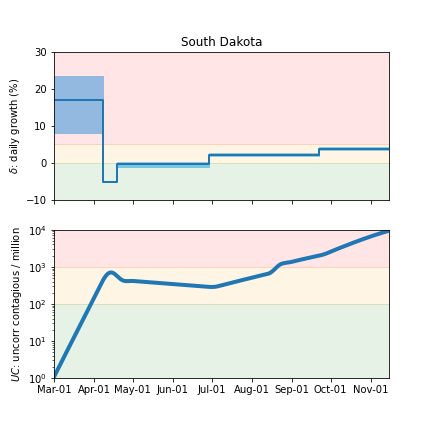 South Dakota
δ: daily growth (%)
30
20
10
0
−10
UC: uncorr contagious / million
10⁴
10³
10²
10¹
10⁰
Mar-01 Apr-01 May-01 Jun-01 Jul-01 Aug-01 Sep-01 Oct-01 Nov-01